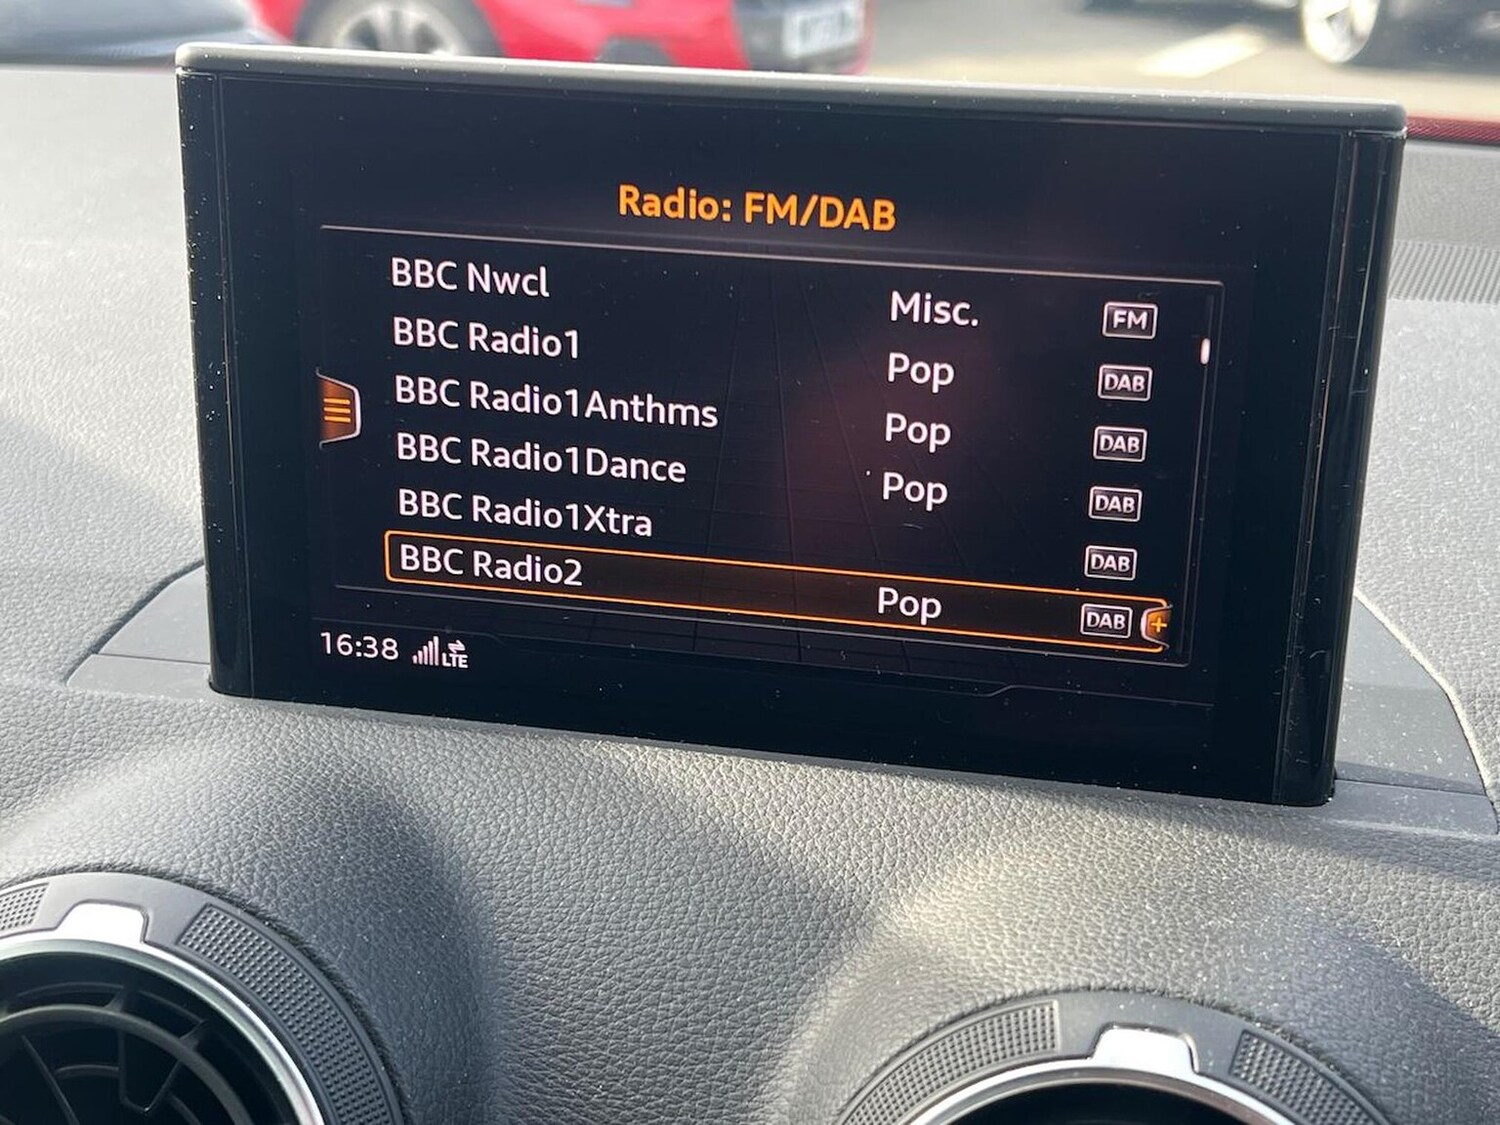 Radio: FM/DAB
BBC Nwcl Misc. FM
BBC Radio1 Pop DAB
BBC Radio1Anthms Pop DAB
BBC Radio1Dance Pop DAB
BBC Radio1Xtra DAB
BBC Radio2 Pop DAB +
16:38 LTE